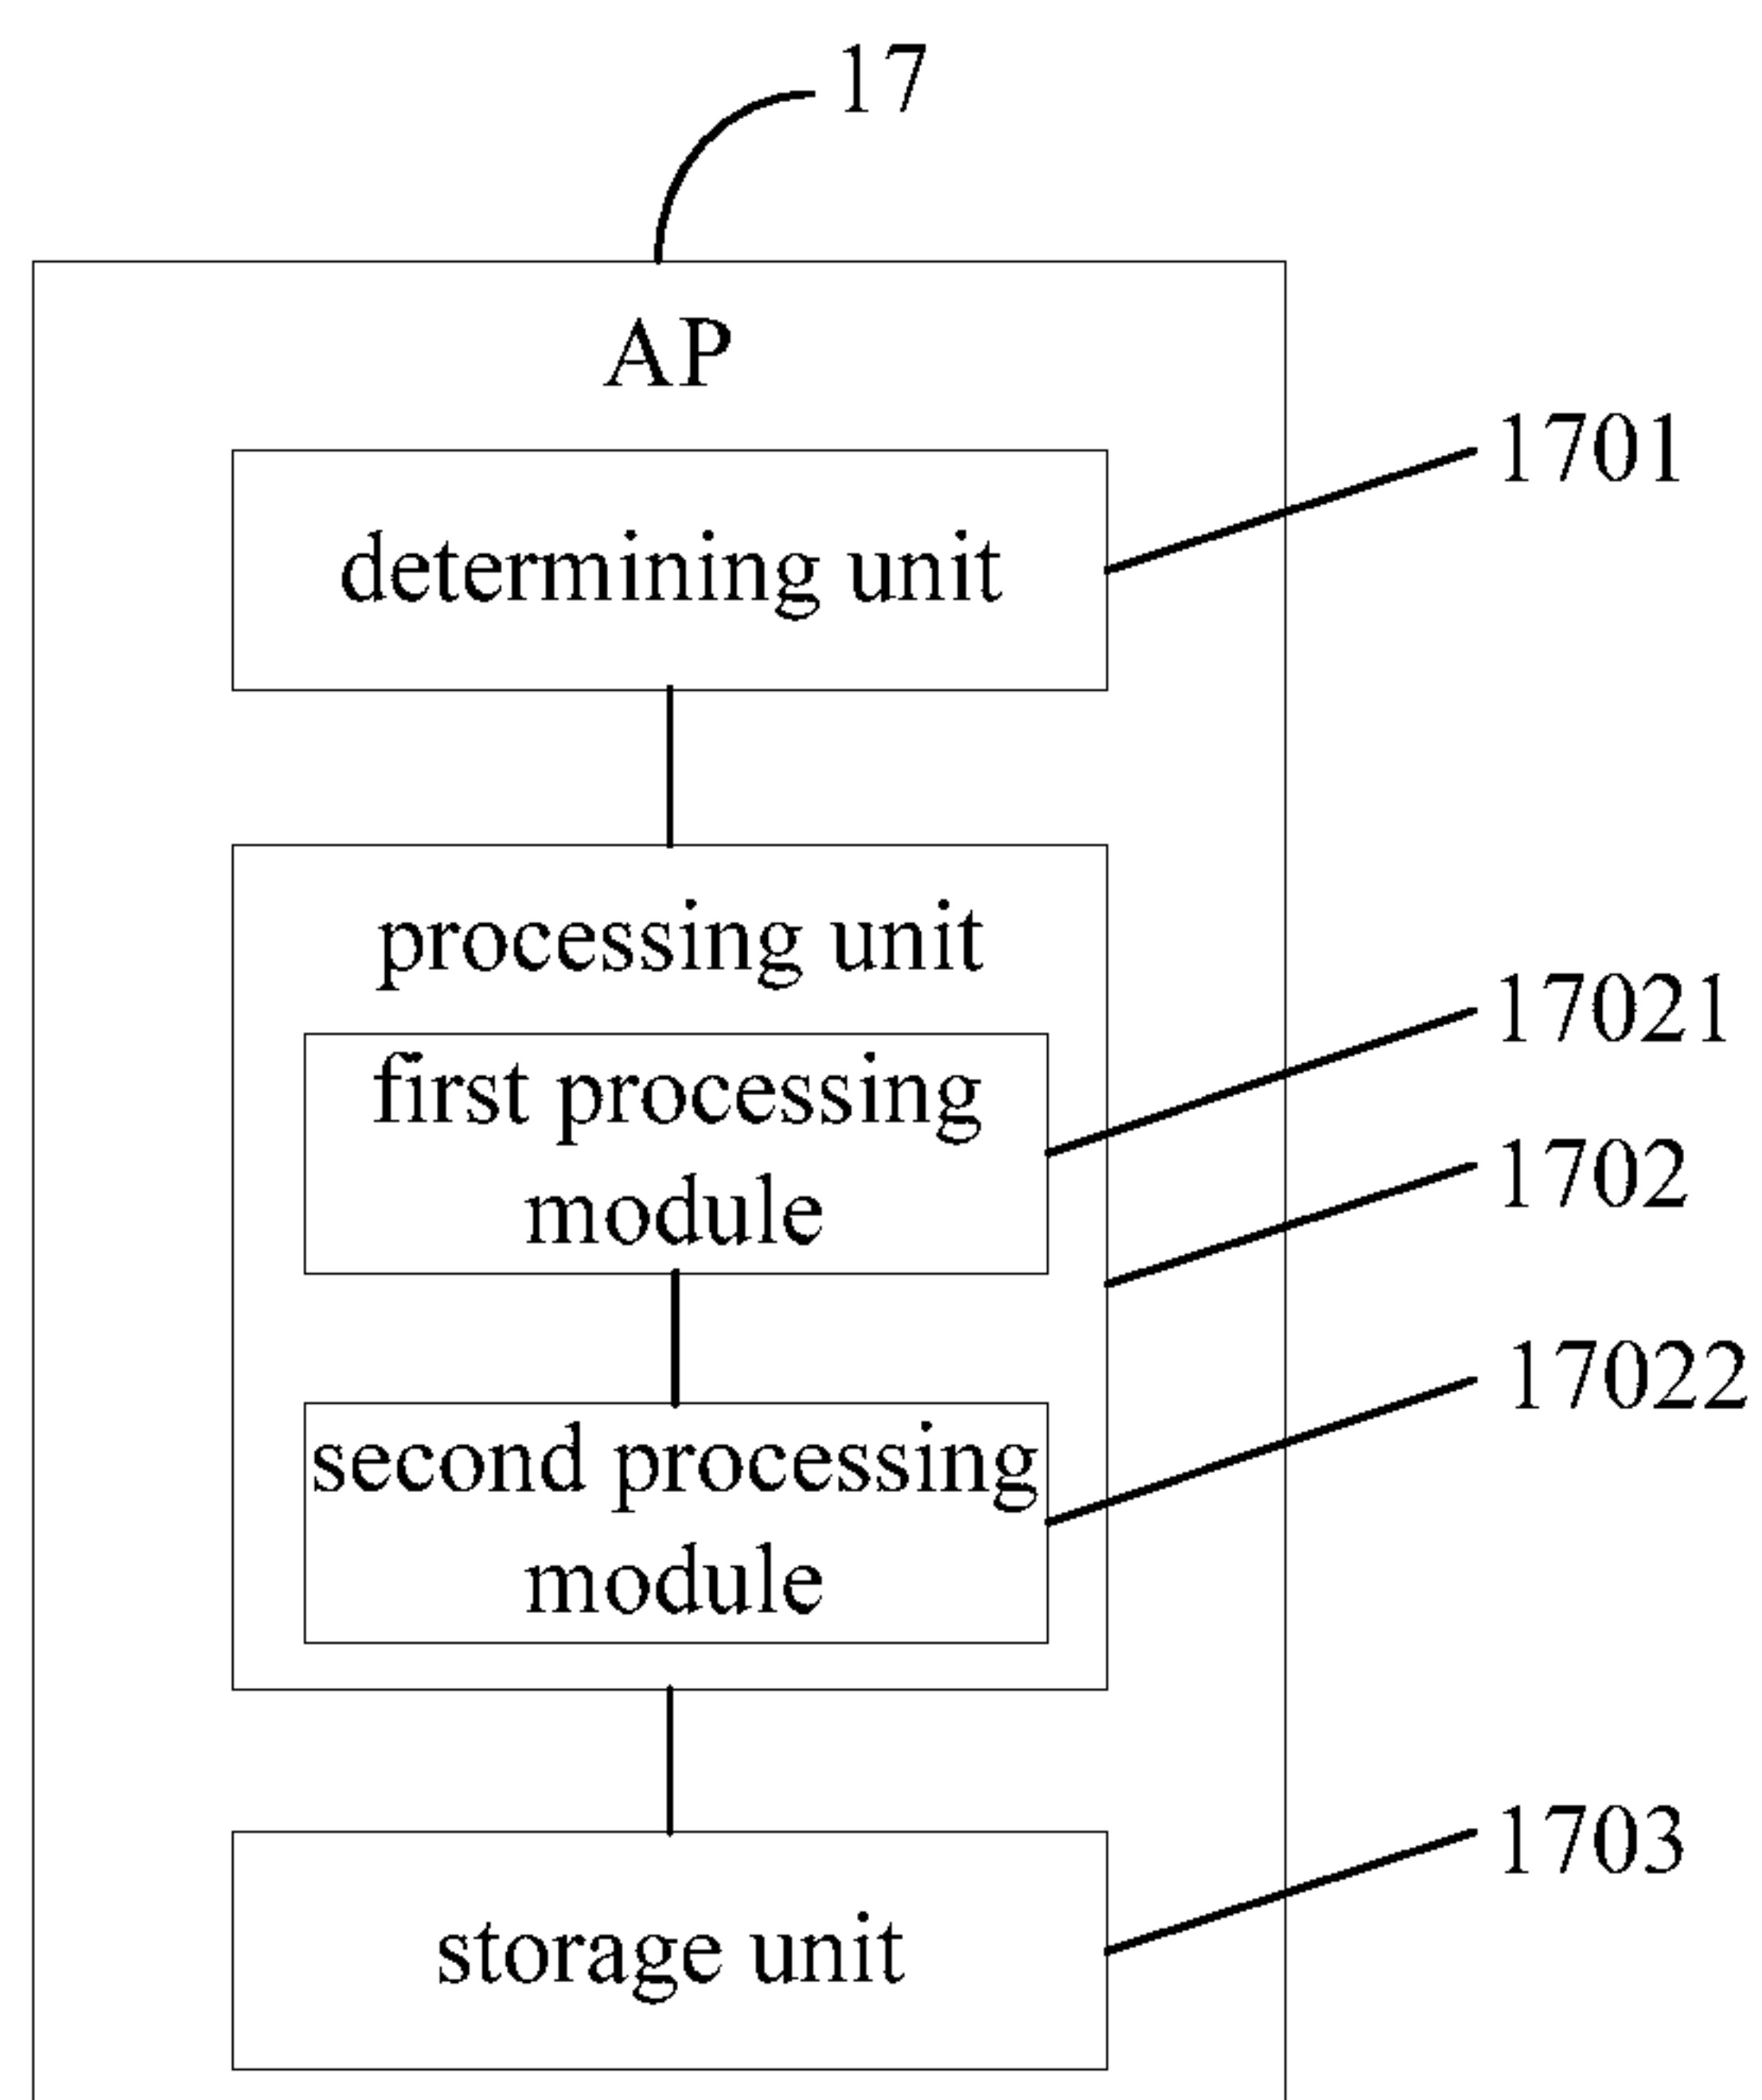 17
AP
1701
determining unit
processing unit
17021
first processing
module
1702
17022
second processing
module
1703
storage unit